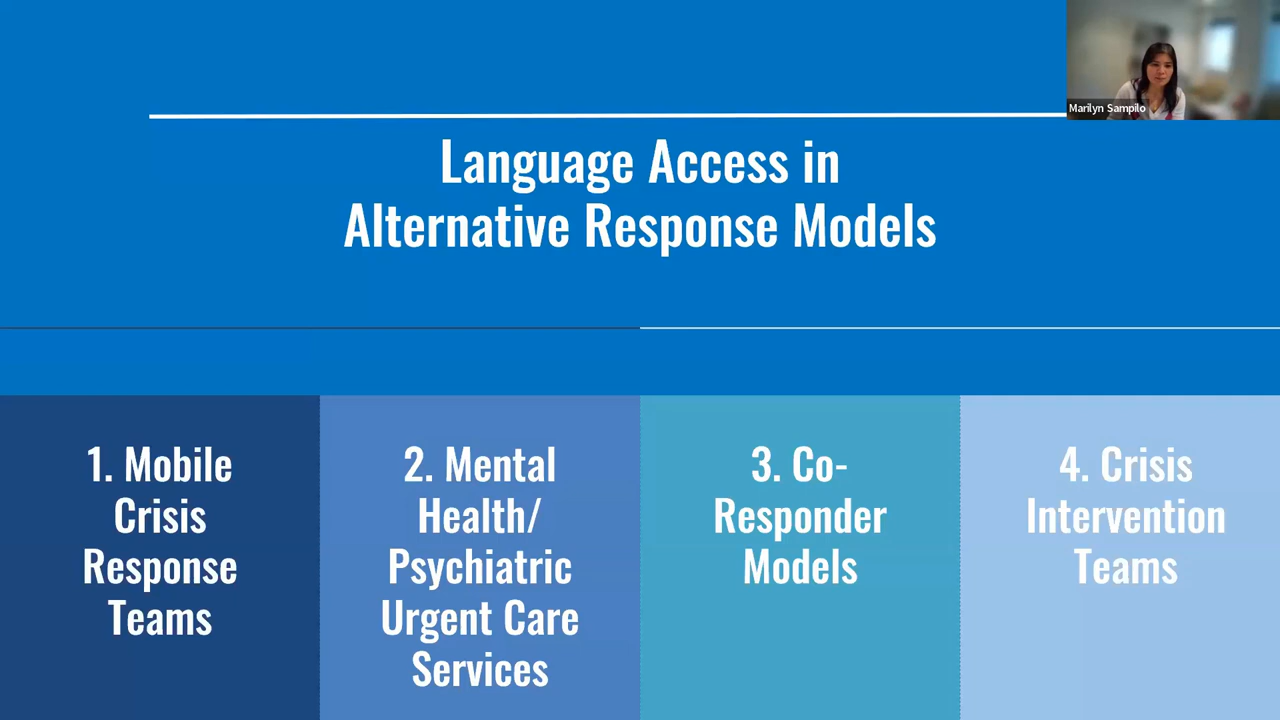 Marilyn Sampilo
Language Access in
Alternative Response Models
1. Mobile
Crisis
Response
Teams
2. Mental
Health/
Psychiatric
Urgent Care
Services
3. Co-
Responder
Models
4. Crisis
Intervention
Teams